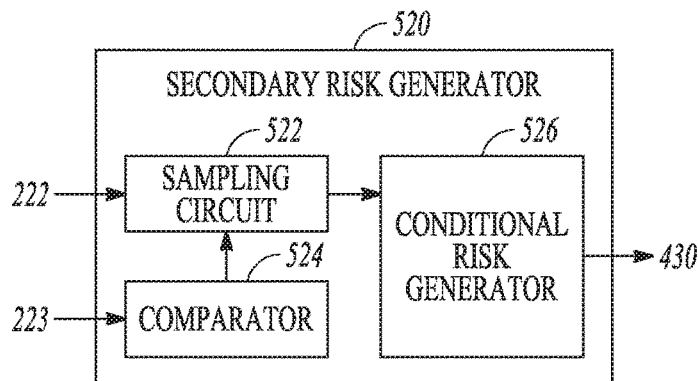 520
SECONDARY RISK GENERATOR
522
526
222
SAMPLING
CIRCUIT
524
CONDITIONAL
RISK
GENERATOR
430
223
COMPARATOR